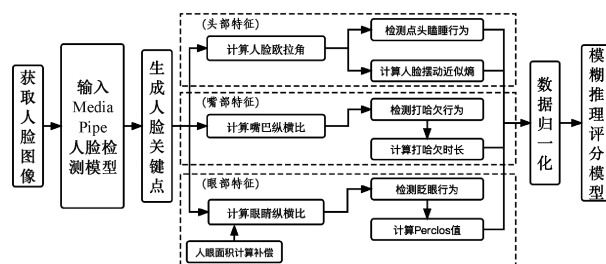 获取人脸图像
输入
Media
Pipe
人脸检
测模型
生成人脸关键点
(头部特征)
计算人脸欧拉角
检测点头瞌睡行为
计算人脸摆动近似熵
(嘴部特征)
计算嘴巴纵横比
检测打哈欠行为
计算打哈欠时长
(眼部特征)
计算眼睛纵横比
人眼面积计算补偿
检测眨眼行为
计算Perclos值
数据归一化
模糊推理评分模型